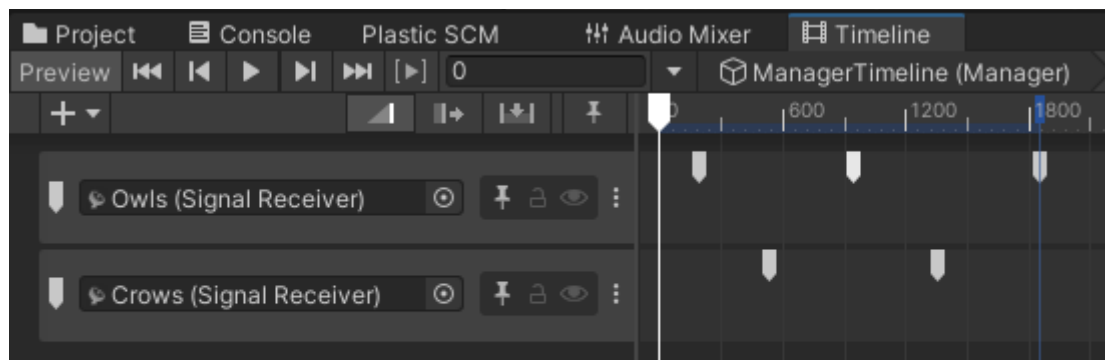 Project Console Plastic SCM Audio Mixer Timeline
Preview 0 ManagerTimeline (Manager)
0 600 1200 1800
Owls (Signal Receiver)
Crows (Signal Receiver)